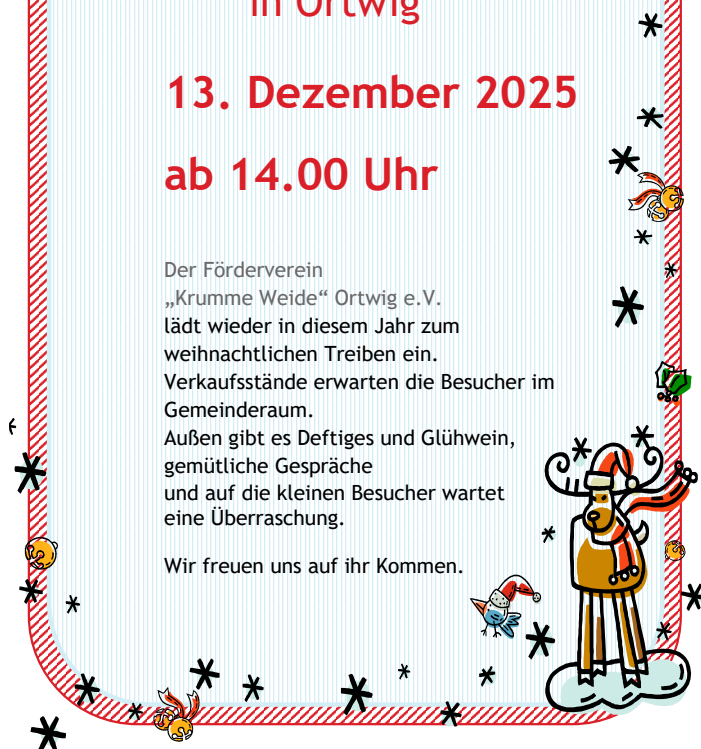 in Ortwig
13. Dezember 2025
ab 14.00 Uhr
Der Förderverein
„Krumme Weide“ Ortwig e.V.
lädt wieder in diesem Jahr zum
weihnachtlichen Treiben ein.
Verkaufsstände erwarten die Besucher im
Gemeinderaum.
Außen gibt es Deftiges und Glühwein,
gemütliche Gespräche
und auf die kleinen Besucher wartet
eine Überraschung.
Wir freuen uns auf ihr Kommen.